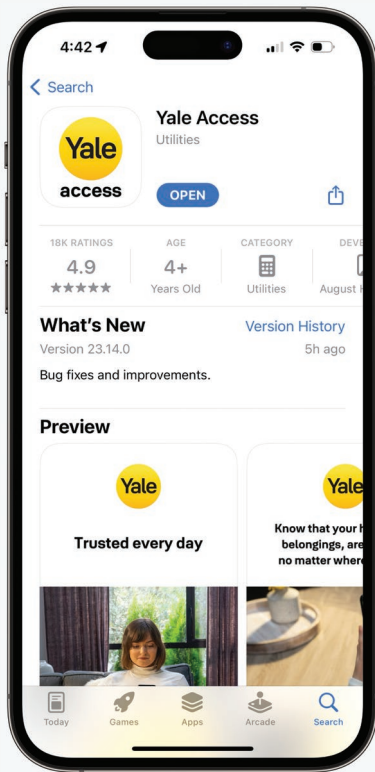 4:42
Search
Yale
access
Yale Access
Utilities
OPEN
18K RATINGS
4.9
★★★★★
AGE
4+
Years Old
CATEGORY
Utilities
DEVE
August H
What's New
Version History
Version 23.14.0
5h ago
Bug fixes and improvements.
Preview
Yale
Trusted every day
Yale
Know that your h
belongings, are
no matter where
Today
Games
Apps
Arcade
Search